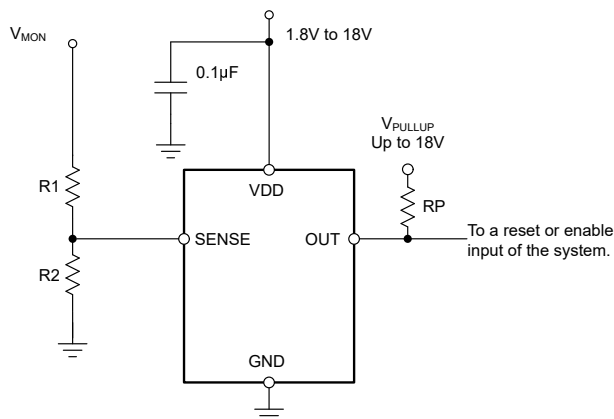 VMON
1.8V to 18V
0.1µF
VPULLUP
Up to 18V
R1
VDD
RP
SENSE
OUT
To a reset or enable
input of the system.
R2
GND